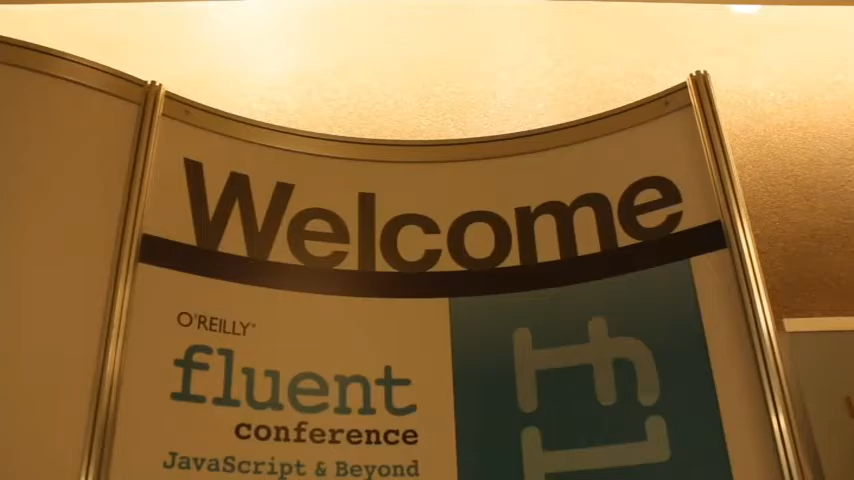 Welcome
O'REILLY®
fluent
conference
JavaScript & Beyond